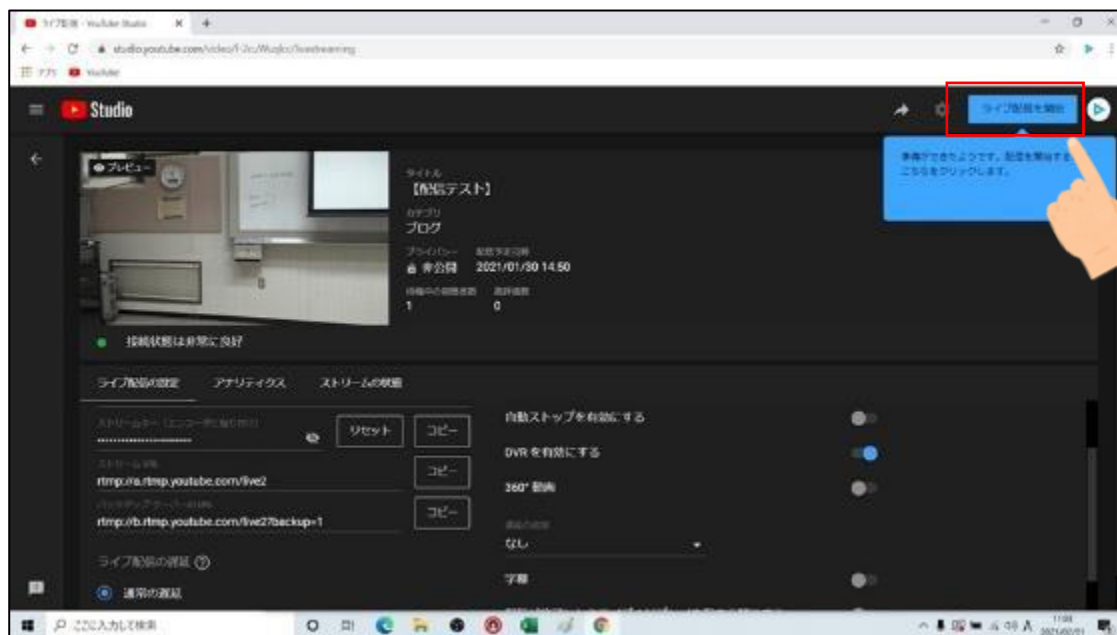 ライブ配信 - YouTube Studio
アプリ
YouTube
Studio
ライブ配信を開始
準備ができたようです。配信を開始する
こちらをクリックします。
プレビュー
タイトル
【配信テスト】
カテゴリ
ブログ
プライバシー 配信予定日時
非公開 2021/01/30 14:50
待機中の視聴者数 高評価数
1 0
接続状態は非常に良好
ライブ配信の設定 アナリティクス ストリームの状態
リセット コピー
ストリーム URL
rtmp://a.rtmp.youtube.com/live2
コピー
rtmp://b.rtmp.youtube.com/live2?backup=1
コピー
ライブ配信の遅延
通常の遅延
自動ストップを有効にする
DVR を有効にする
360° 動画
なし
字幕
ここに入力して検索